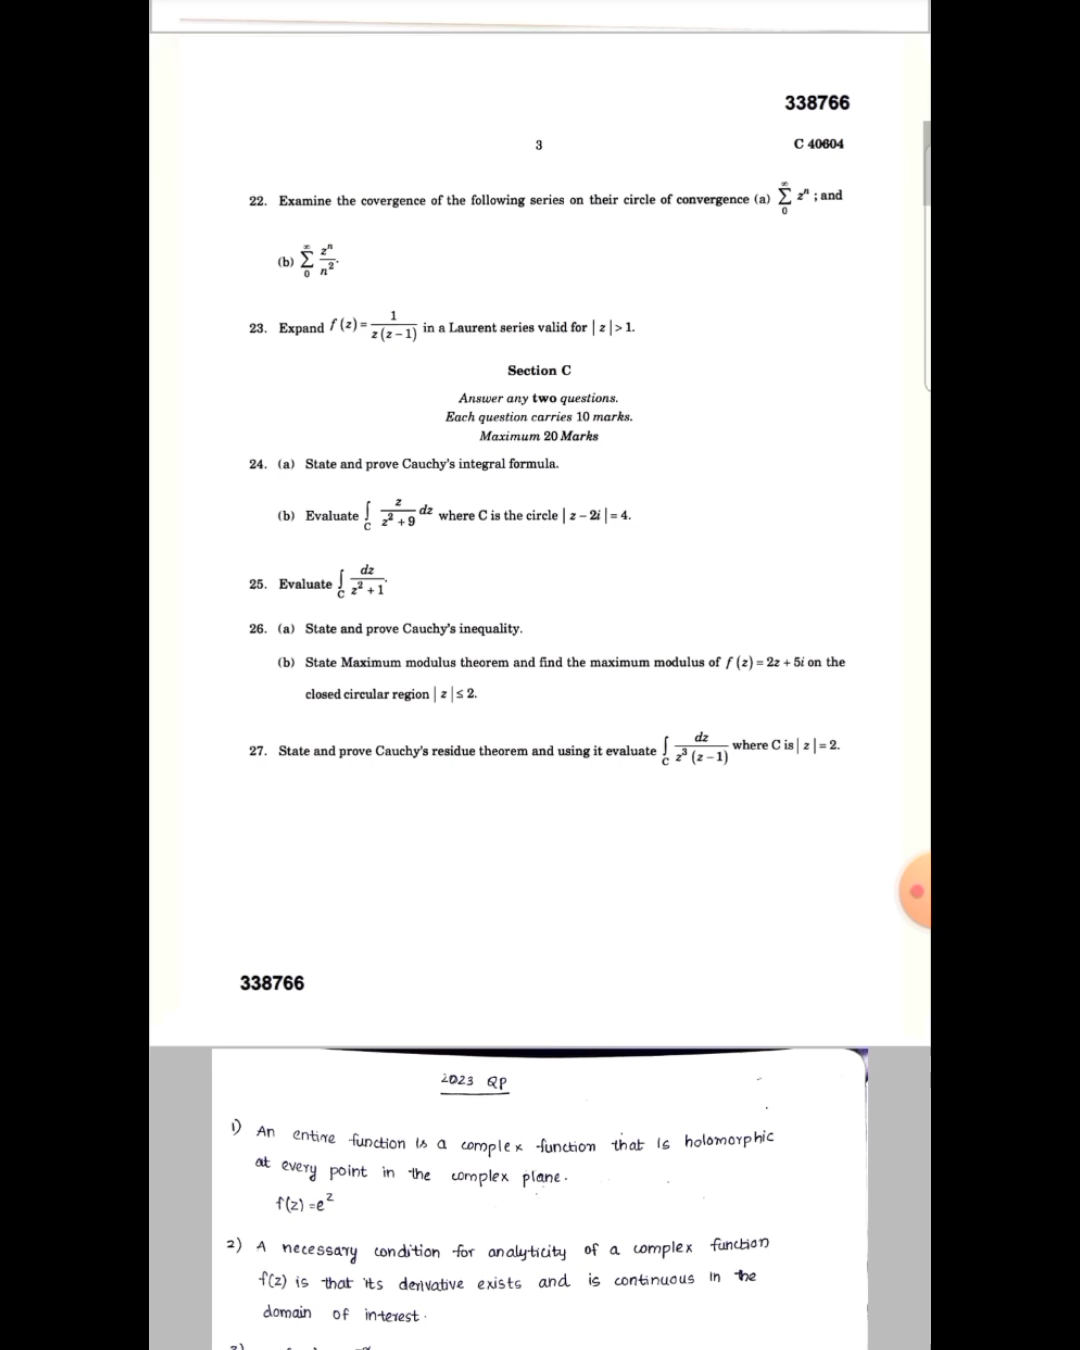 338766
3
C 40604
22. Examine the covergence of the following series on their circle of convergence (a) ∑_0^∞ z^n ; and
(b) ∑_0^∞ z^n/n^2.
23. Expand f (z) = 1/(z (z – 1)) in a Laurent series valid for | z | > 1.
Section C
Answer any two questions.
Each question carries 10 marks.
Maximum 20 Marks
24. (a) State and prove Cauchy's integral formula.
(b) Evaluate ∫_C z/(z^2 + 9) dz where C is the circle | z – 2i | = 4.
25. Evaluate ∫_C dz/(z^2 + 1).
26. (a) State and prove Cauchy's inequality.
(b) State Maximum modulus theorem and find the maximum modulus of f (z) = 2z + 5i on the
closed circular region | z | ≤ 2.
27. State and prove Cauchy's residue theorem and using it evaluate ∫_C dz/(z^3 (z – 1)) where C is | z | = 2.
338766
2023 QP
1) An entire function is a complex function that is holomorphic
at every point in the complex plane.
f(z) = e^z
2) A necessary condition for analyticity of a complex function
f(z) is that its derivative exists and is continuous in the
domain of interest.